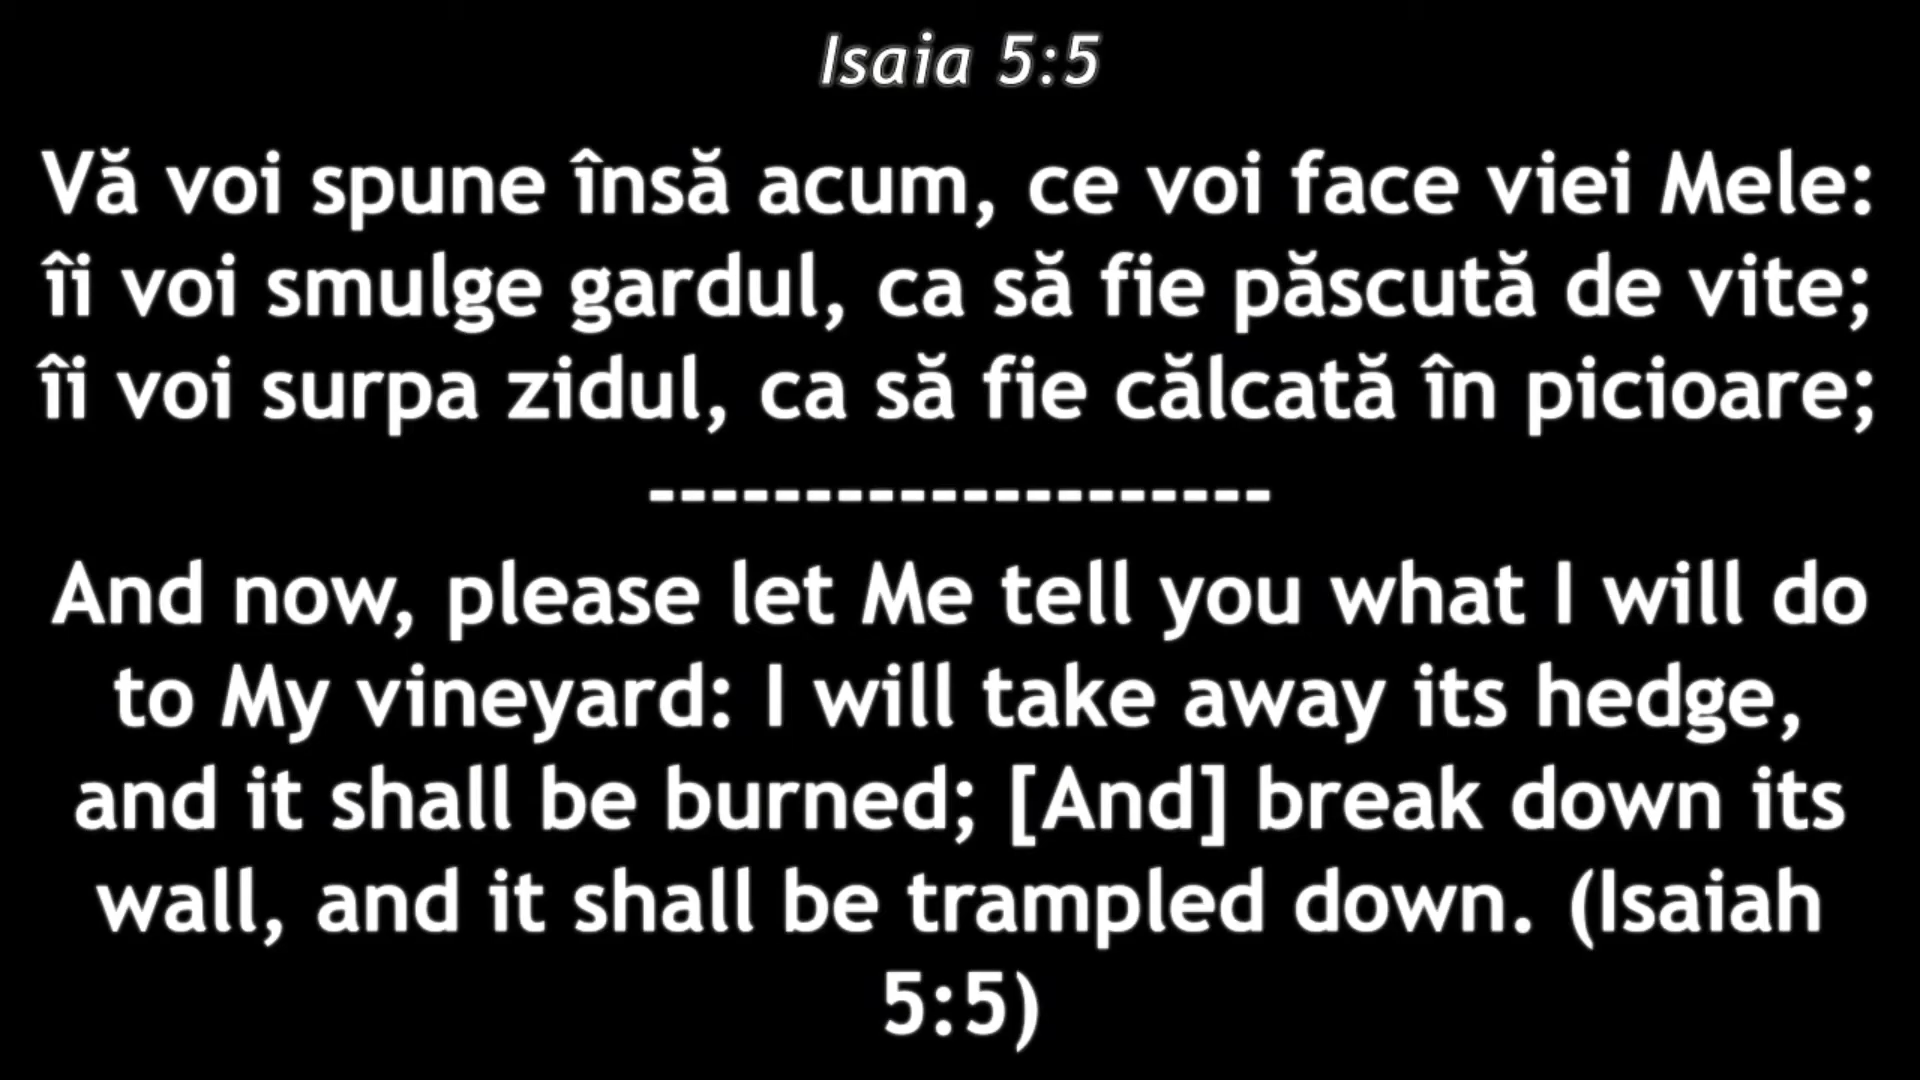 Isaia 5:5
Vă voi spune însă acum, ce voi face viei Mele:
îi voi smulge gardul, ca să fie păscută de vite;
îi voi surpa zidul, ca să fie călcată în picioare;
--------------------
And now, please let Me tell you what I will do
to My vineyard: I will take away its hedge,
and it shall be burned; [And] break down its
wall, and it shall be trampled down. (Isaiah
5:5)